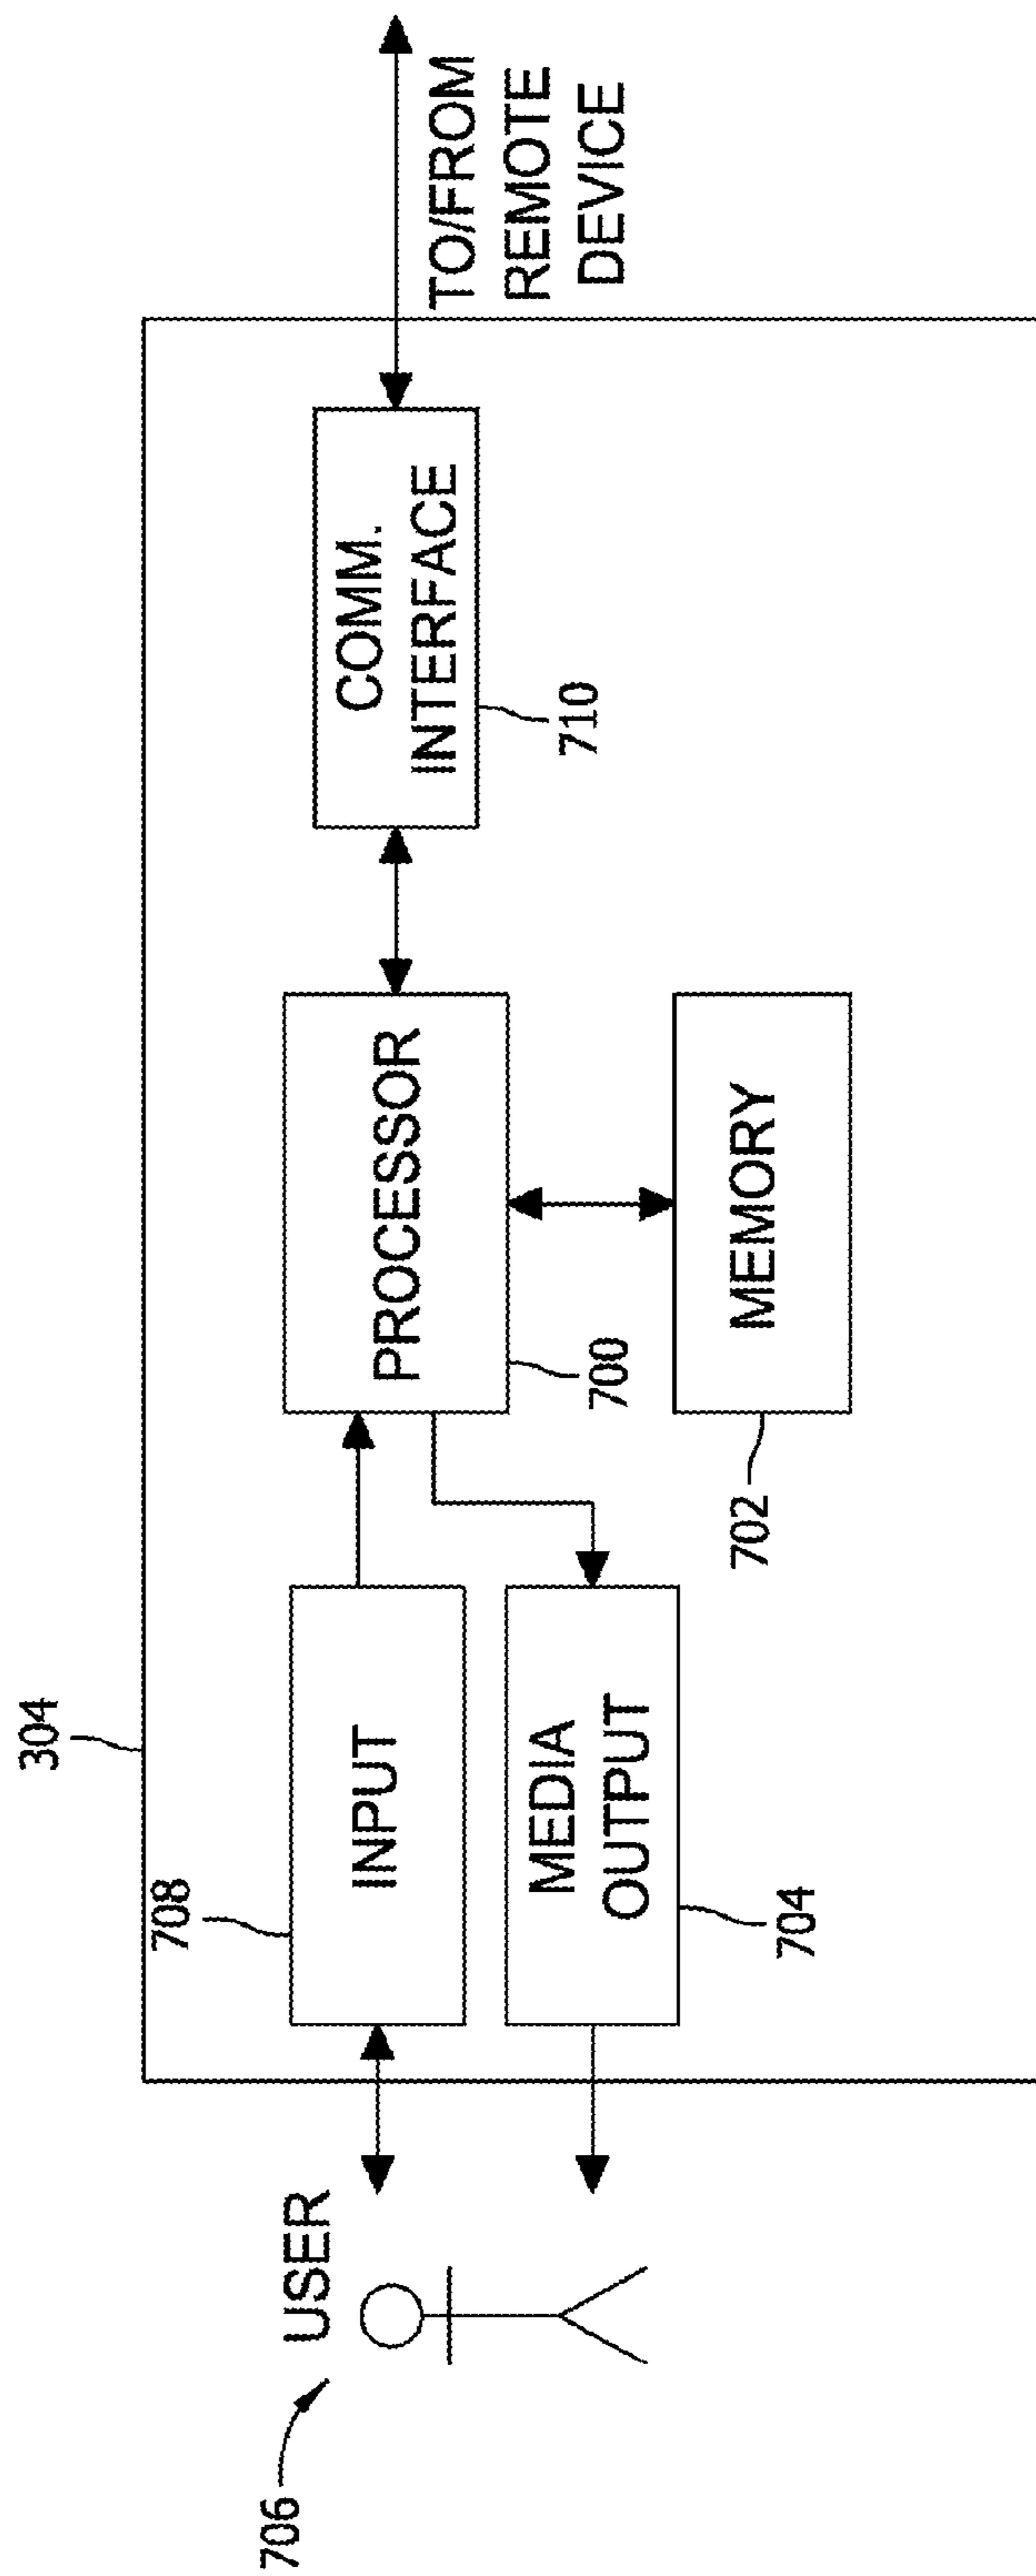 304
706
USER
708
INPUT
MEDIA
OUTPUT
704
PROCESSOR
700
MEMORY
702
COMM.
INTERFACE
710
TO/FROM
REMOTE
DEVICE